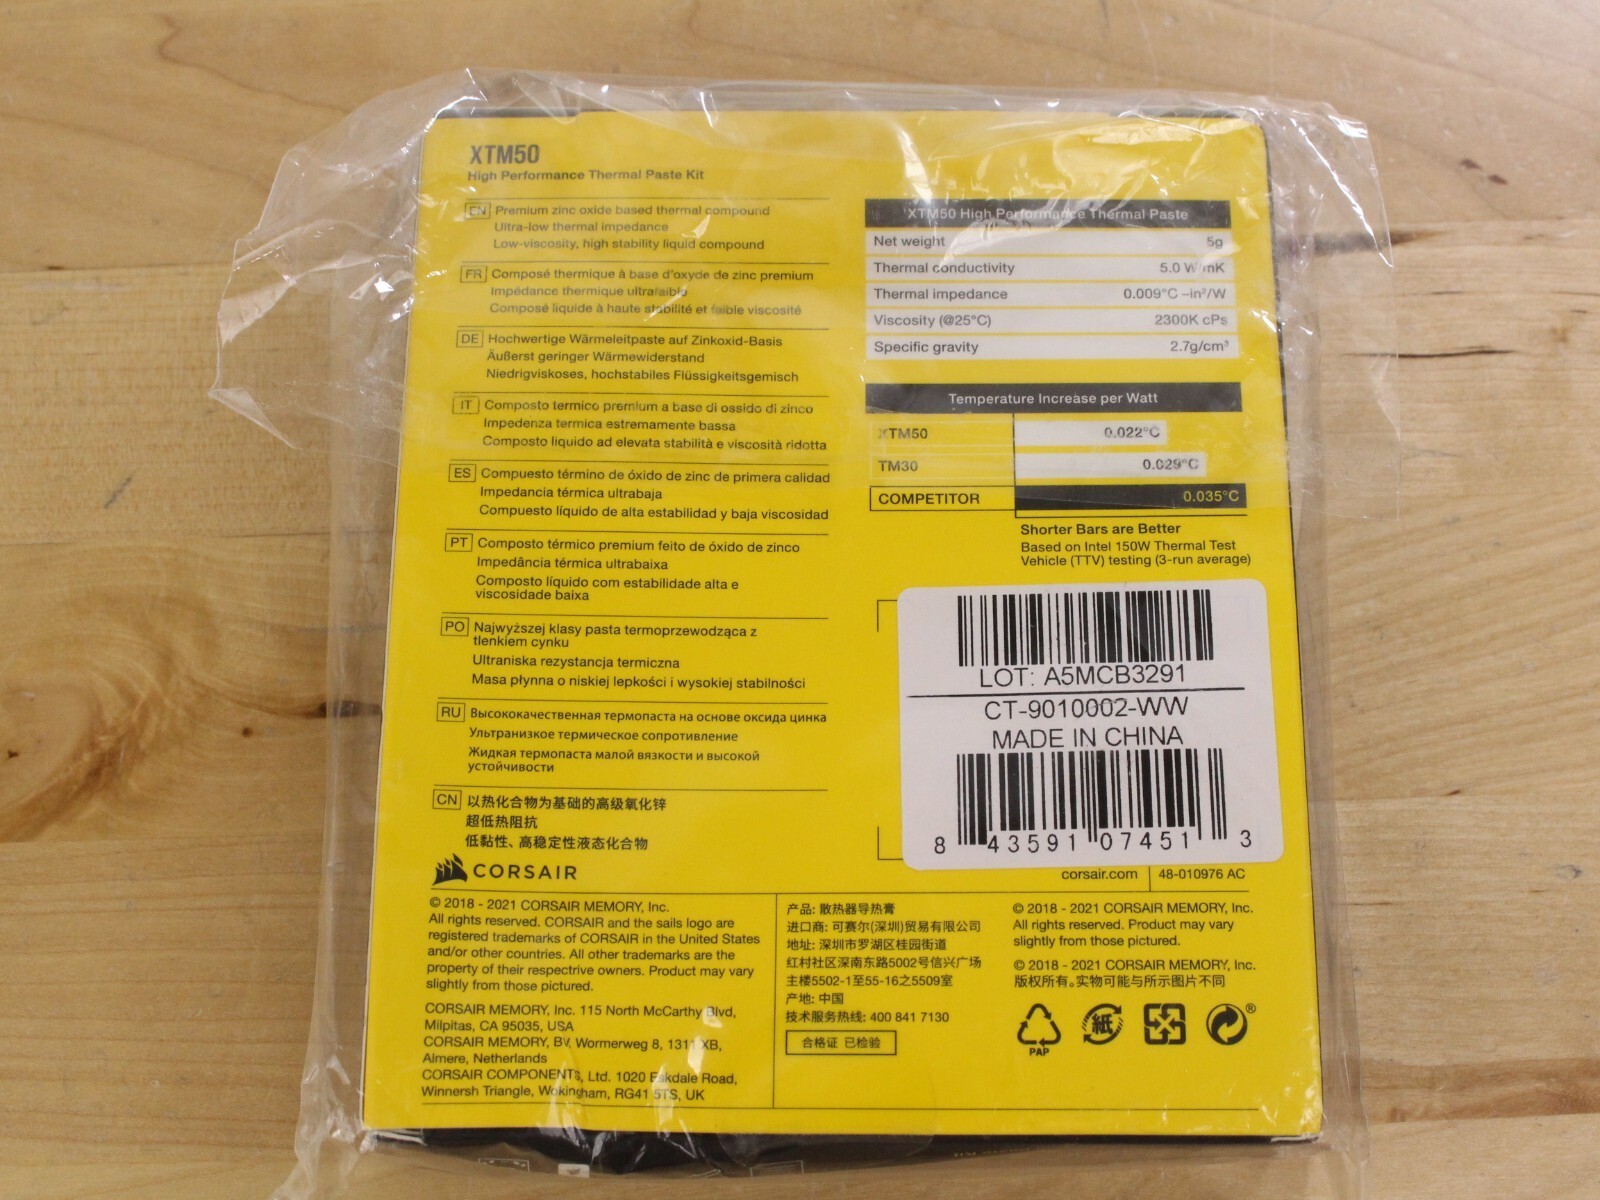 XTM50
High Performance Thermal Paste Kit
EN Premium zinc oxide based thermal compound
Ultra-low thermal impedance
Low-viscosity, high stability liquid compound
FR Composé thermique à base d'oxyde de zinc premium
Impédance thermique ultrafaible
Composé liquide à haute stabilité et faible viscosité
DE Hochwertige Wärmeleitpaste auf Zinkoxid-Basis
Äußerst geringer Wärmewiderstand
Niedrigviskoses, hochstabiles Flüssigkeitsgemisch
IT Composto termico premium a base di ossido di zinco
Impedenza termica estremamente bassa
Composto liquido ad elevata stabilità e viscosità ridotta
ES Compuesto término de óxido de zinc de primera calidad
Impedancia térmica ultrabaja
Compuesto líquido de alta estabilidad y baja viscosidad
PT Composto térmico premium feito de óxido de zinco
Impedância térmica ultrabaixa
Composto líquido com estabilidade alta e
viscosidade baixa
PO Najwyższej klasy pasta termoprzewodząca z
tlenkiem cynku
Ultraniska rezystancja termiczna
Masa płynna o niskiej lepkości i wysokiej stabilności
RU Высококачественная термопаста на основе оксида цинка
Ультранизкое термическое сопротивление
Жидкая термопаста малой вязкости и высокой
устойчивости
CN 以热化合物为基础的高级氧化锌
超低热阻抗
低黏性、高稳定性液态化合物
CORSAIR
XTM50 High Performance Thermal Paste
Net weight 5g
Thermal conductivity 5.0 W/mK
Thermal impedance 0.009°C –in²/W
Viscosity (@25°C) 2300K cPs
Specific gravity 2.7g/cm³
Temperature Increase per Watt
XTM50 0.022°C
TM30 0.029°C
COMPETITOR 0.035°C
Shorter Bars are Better
Based on Intel 150W Thermal Test
Vehicle (TTV) testing (3-run average)
LOT: A5MCB3291
CT-9010002-WW
MADE IN CHINA
8 43591 07451 3
corsair.com 48-010976 AC
© 2018 - 2021 CORSAIR MEMORY, Inc.
All rights reserved. CORSAIR and the sails logo are
registered trademarks of CORSAIR in the United States
and/or other countries. All other trademarks are the
property of their respectrive owners. Product may vary
slightly from those pictured.
CORSAIR MEMORY, Inc. 115 North McCarthy Blvd,
Milpitas, CA 95035, USA
CORSAIR MEMORY, BV Wormerweg 8, 1311 XB,
Almere, Netherlands
CORSAIR COMPONENTS, Ltd. 1020 Eskdale Road,
Winnersh Triangle, Wokingham, RG41 5TS, UK
产品: 散热器导热膏
进口商: 可赛尔(深圳)贸易有限公司
地址: 深圳市罗湖区桂园街道
红村社区深南东路5002号信兴广场
主楼5502-1至55-16之5509室
产地: 中国
技术服务热线: 400 841 7130
合格证 已检验
© 2018 - 2021 CORSAIR MEMORY, Inc.
All rights reserved. Product may vary
slightly from those pictured.
© 2018 - 2021 CORSAIR MEMORY, Inc.
版权所有。实物可能与所示图片不同
紙
®
PAP